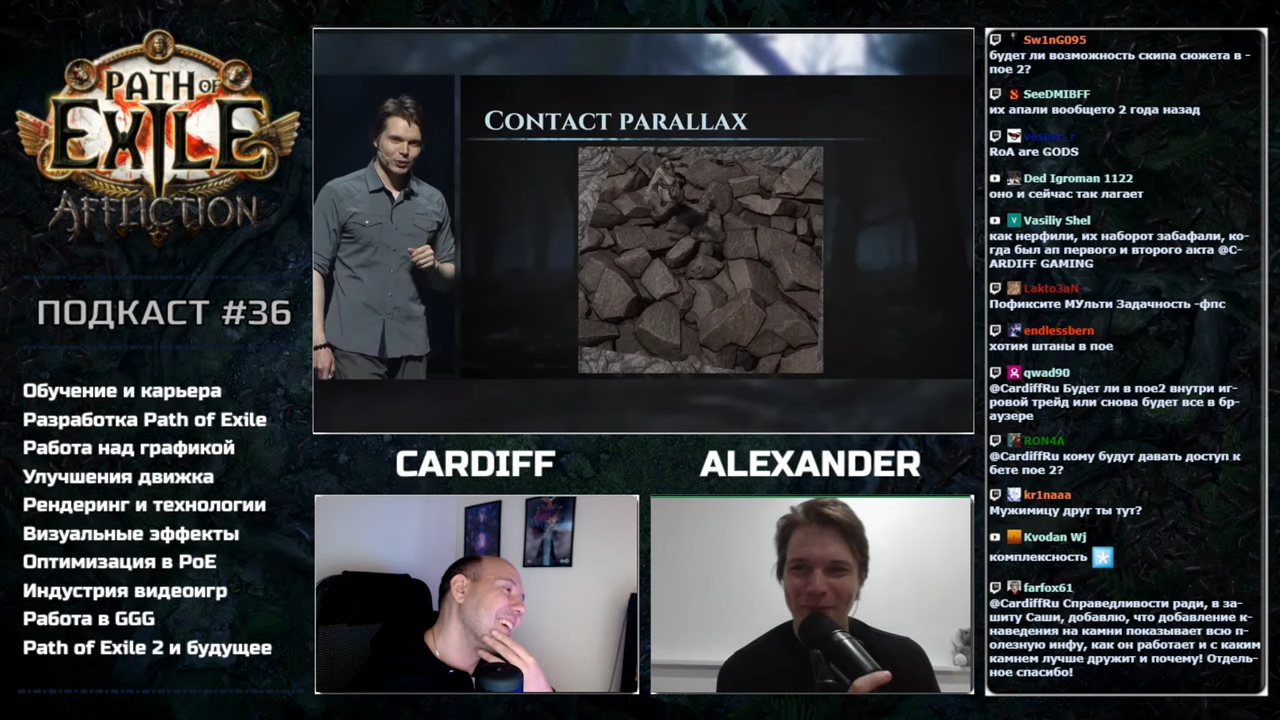 PATH OF
EXILE
AFFLICTION
ПОДКАСТ #36
Обучение и карьера
Разработка Path of Exile
Работа над графикой
Улучшения движка
Рендеринг и технологии
Визуальные эффекты
Оптимизация в PoE
Индустрия видеоигр
Работа в GGG
Path of Exile 2 и будущее
CONTACT PARALLAX
CARDIFF
ALEXANDER
Sw1nG095
будет ли возможность скипа сюжета в -
пое 2?
SeeDMIBFF
их апали вообщето 2 года назад
RoA are GODS
Ded Igroman 1122
оно и сейчас так лагает
Vasiliy Shel
как нерфили, их наборот забафали, ко-
гда был ап первого и второго акта @C-
ARDIFF GAMING
Lakto3aN
Пофиксите МУльти Задачность -фпс
endlessbern
хотим штаны в пое
qwad90
@CardiffRu Будет ли в пое2 внутри иг-
ровой трейд или снова будет все в бр-
аузере
RON4A
@CardiffRu кому будут давать доступ к
бете пое 2?
kr1naaa
Мужимицу друг ты тут?
Kvodan Wj
комплексность
farfox61
@CardiffRu Справедливости ради, в за-
шиту Саши, добавлю, что добавление к-
наведения на камни показывает всю п-
олезную инфу, как он работает и с каким
камнем лучше дружит и почему! Отдель-
ное спасибо!